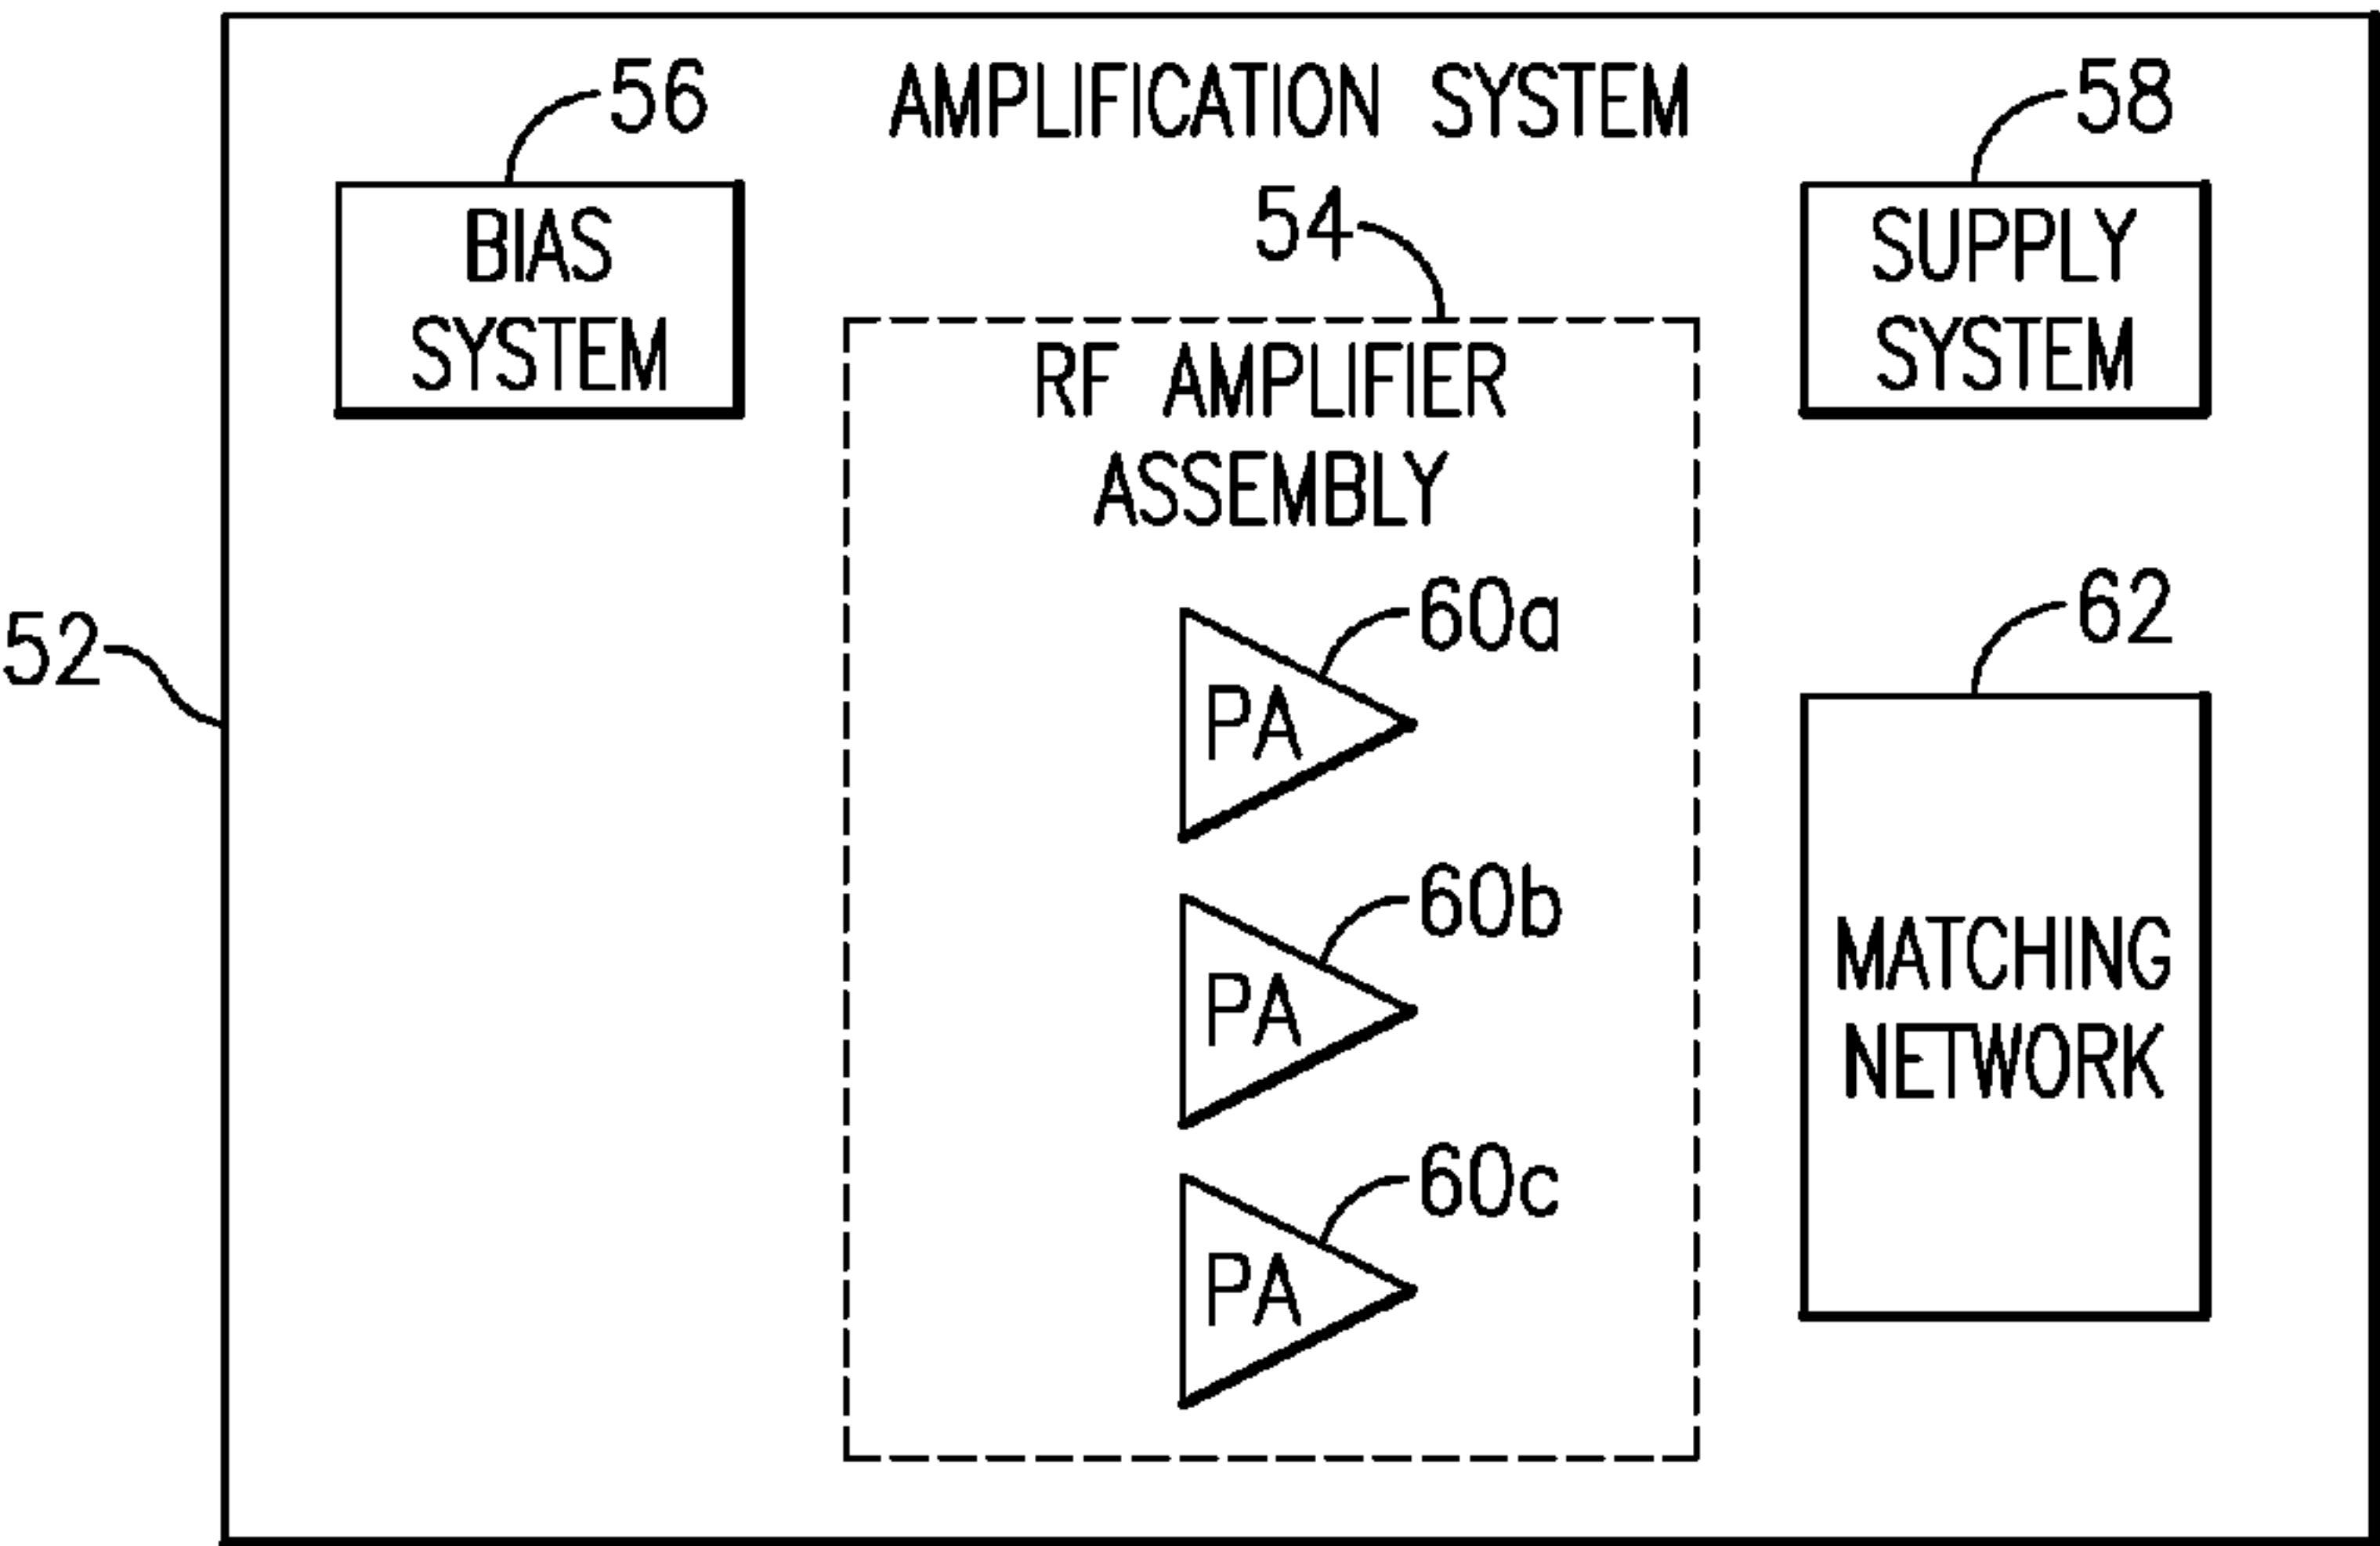 AMPLIFICATION SYSTEM
56
58
BIAS
SYSTEM
54
SUPPLY
SYSTEM
RF AMPLIFIER
ASSEMBLY
52
60a
PA
62
60b
PA
MATCHING
NETWORK
60c
PA